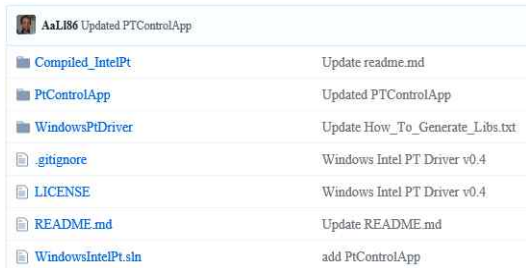 AaLl86 Updated PTControlApp
Compiled_IntelPt Update readme.md
PtControlApp Updated PTControlApp
WindowsPtDriver Update How_To_Generate_Libs.txt
.gitignore Windows Intel PT Driver v0.4
LICENSE Windows Intel PT Driver v0.4
README.md Update README.md
WindowsIntelPt.sln add PtControlApp